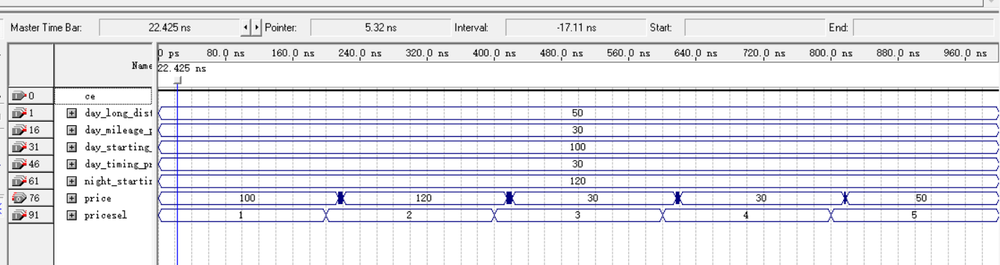 Master Time Bar: 22.425 ns Pointer: 5.32 ns Interval: -17.11 ns Start: End:
Name
0 ps 80.0 ns 160.0 ns 240.0 ns 320.0 ns 400.0 ns 480.0 ns 560.0 ns 640.0 ns 720.0 ns 800.0 ns 880.0 ns 960.0 ns
22.425 ns
0 ce
1 day_long_dist 50
16 day_mileage_p 30
31 day_starting_ 100
46 day_timing_pr 30
61 night_startin 120
76 price 100 120 30 30 50
91 pricesel 1 2 3 4 5